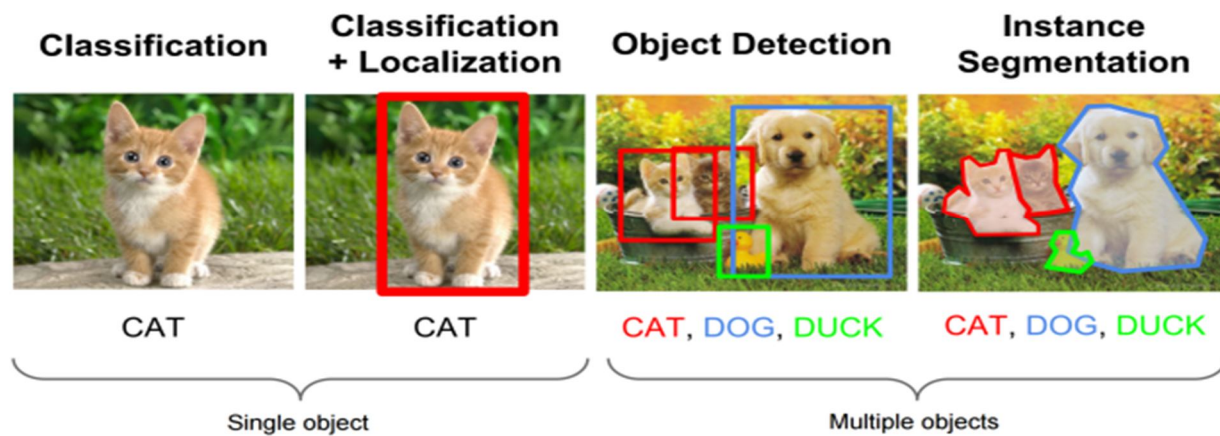 Classification
Classification
+ Localization
Object Detection
Instance
Segmentation
CAT
CAT
CAT, DOG, DUCK
CAT, DOG, DUCK
Single object
Multiple objects